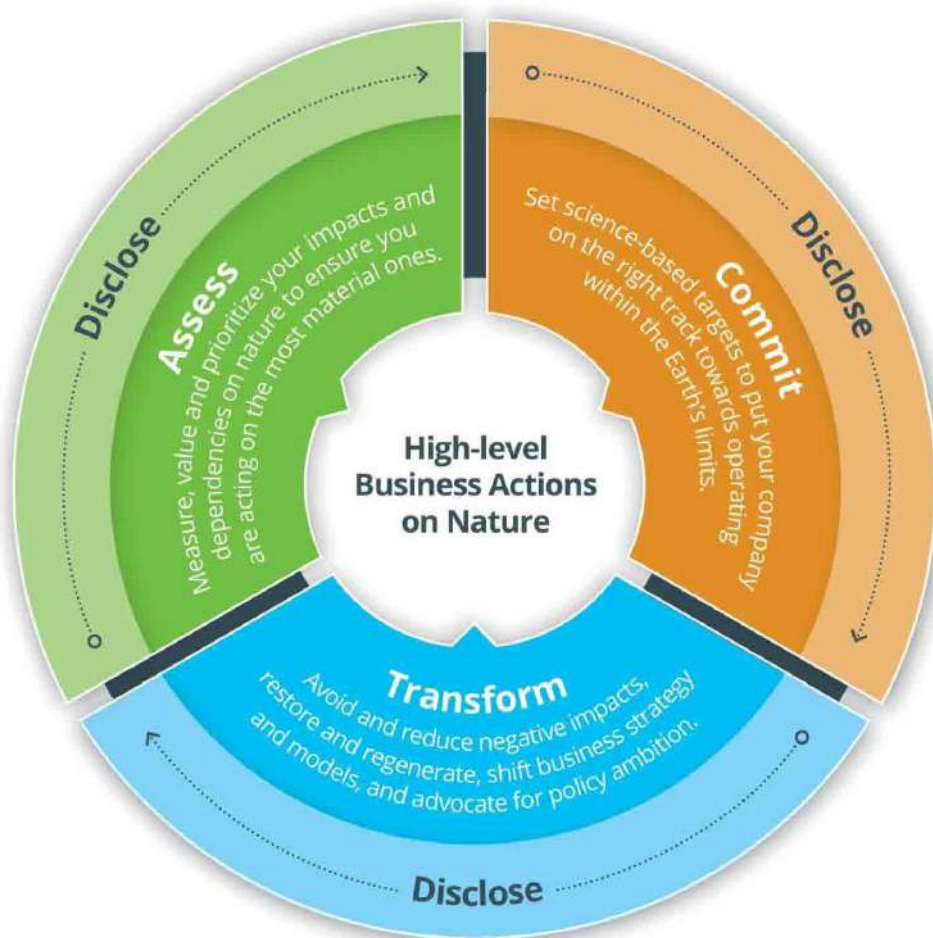 High-level
Business Actions
on Nature
Disclose
Assess
Measure, value and prioritize your impacts and
dependencies on nature to ensure you
are acting on the most material ones.
Disclose
Commit
Set science-based targets to put your company
on the right track towards operating
within the Earth's limits.
Transform
Avoid and reduce negative impacts,
restore and regenerate, shift business strategy
and models, and advocate for policy ambition.
Disclose